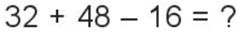 32 + 48 – 16 = ?